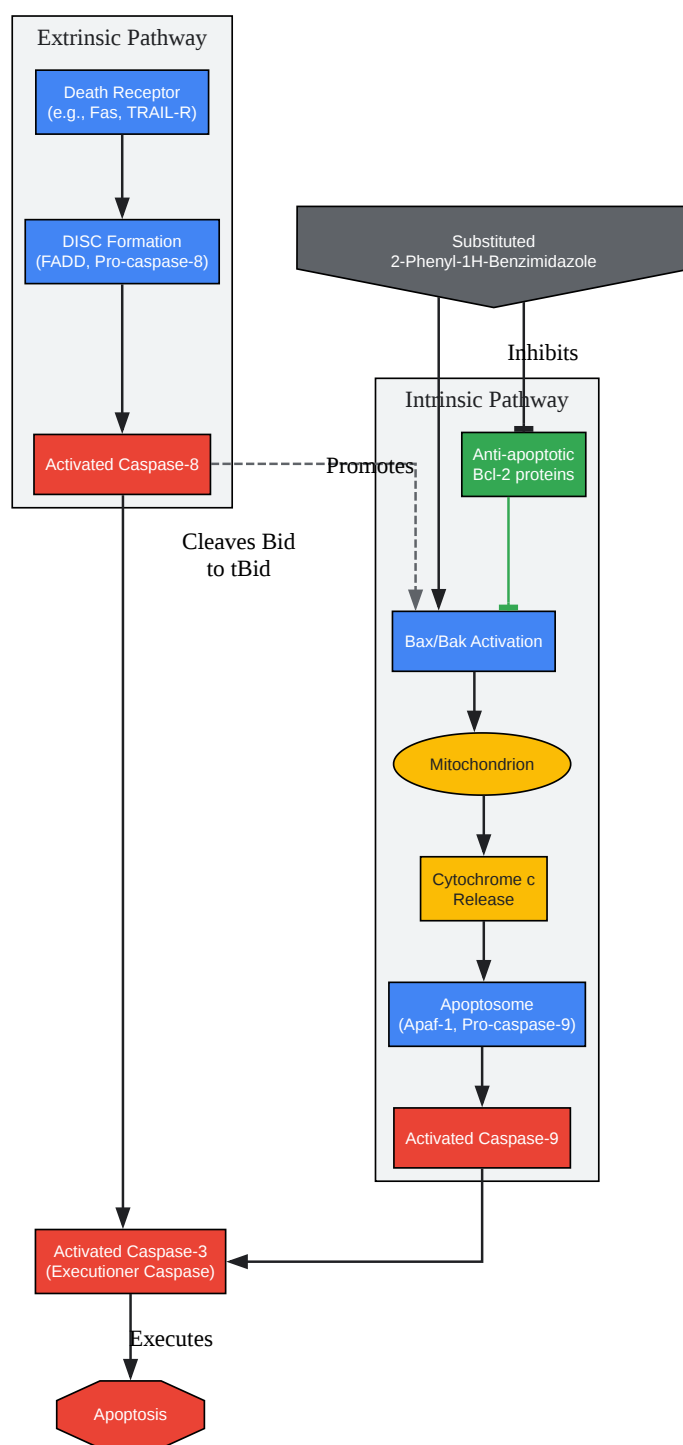 Extrinsic Pathway
Death Receptor
(e.g., Fas, TRAIL-R)
DISC Formation
(FADD, Pro-caspase-8)
Substituted
2-Phenyl-1H-Benzimidazole
Inhibits
Intrinsic Pathway
Activated Caspase-8
Promotes
Anti-apoptotic
Bcl-2 proteins
Cleaves Bid
to tBid
Bax/Bak Activation
Mitochondrion
Cytochrome c
Release
Apoptosome
(Apaf-1, Pro-caspase-9)
Activated Caspase-9
Activated Caspase-3
(Executioner Caspase)
Executes
Apoptosis